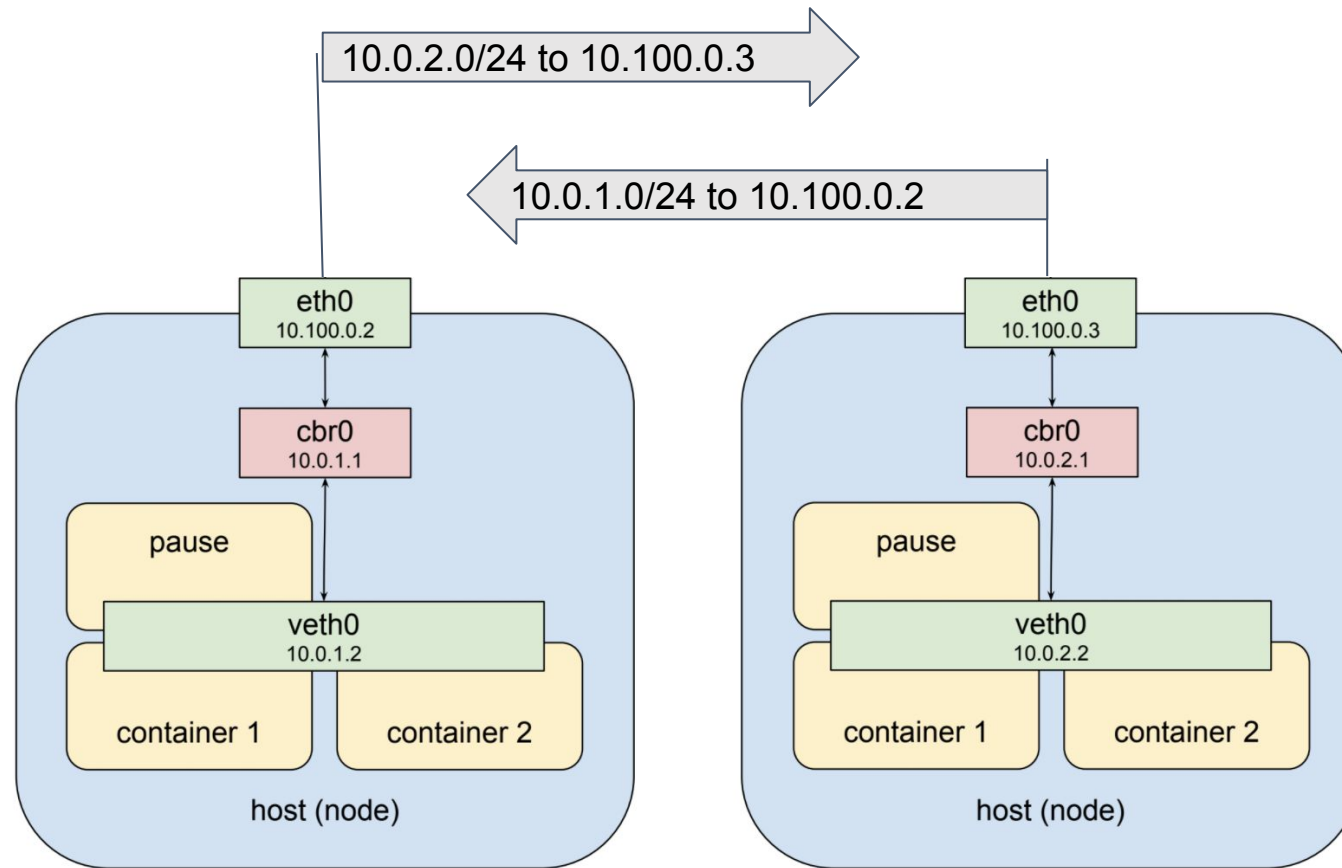 10.0.2.0/24 to 10.100.0.3
10.0.1.0/24 to 10.100.0.2
eth0
10.100.0.2
cbr0
10.0.1.1
pause
veth0
10.0.1.2
container 1
container 2
host (node)
eth0
10.100.0.3
cbr0
10.0.2.1
pause
veth0
10.0.2.2
container 1
container 2
host (node)